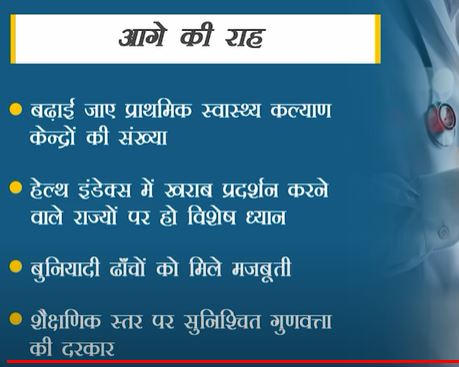 आगे की राह
बढ़ाई जाए प्राथमिक स्वास्थ्य कल्याण
केन्द्रों की संख्या
हेल्थ इंडेक्स में खराब प्रदर्शन करने
वाले राज्यों पर हो विशेष ध्यान
बुनियादी ढाँचों को मिले मजबूती
शैक्षणिक स्तर पर सुनिश्चित गुणवत्ता
की दरकार